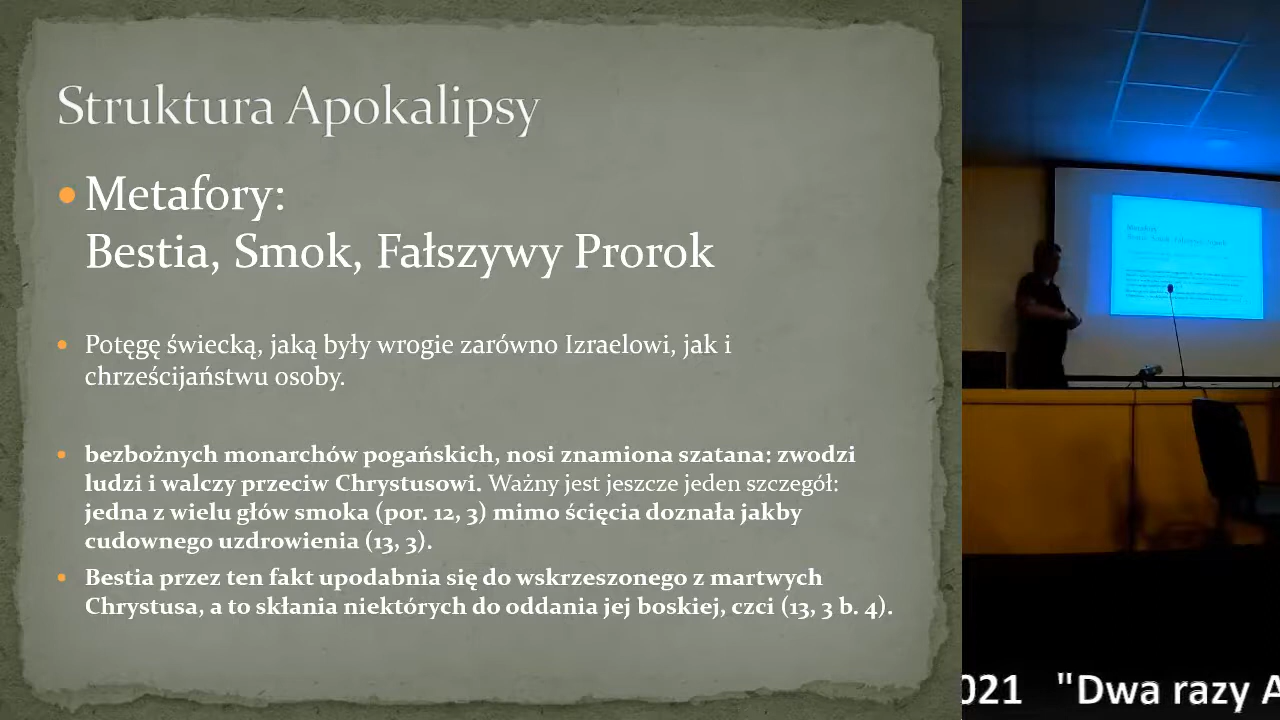 Struktura Apokalipsy
Metafory:
Bestia, Smok, Fałszywy Prorok
Potęgę świecką, jaką były wrogie zarówno Izraelowi, jak i
chrześcijaństwu osoby.
bezbożnych monarchów pogańskich, nosi znamiona szatana: zwodzi
ludzi i walczy przeciw Chrystusowi. Ważny jest jeszcze jeden szczegół:
jedna z wielu głów smoka (por. 12, 3) mimo ścięcia doznała jakby
cudownego uzdrowienia (13, 3).
Bestia przez ten fakt upodabnia się do wskrzeszonego z martwych
Chrystusa, a to skłania niektórych do oddania jej boskiej, czci (13, 3 b. 4).
021 "Dwa razy A